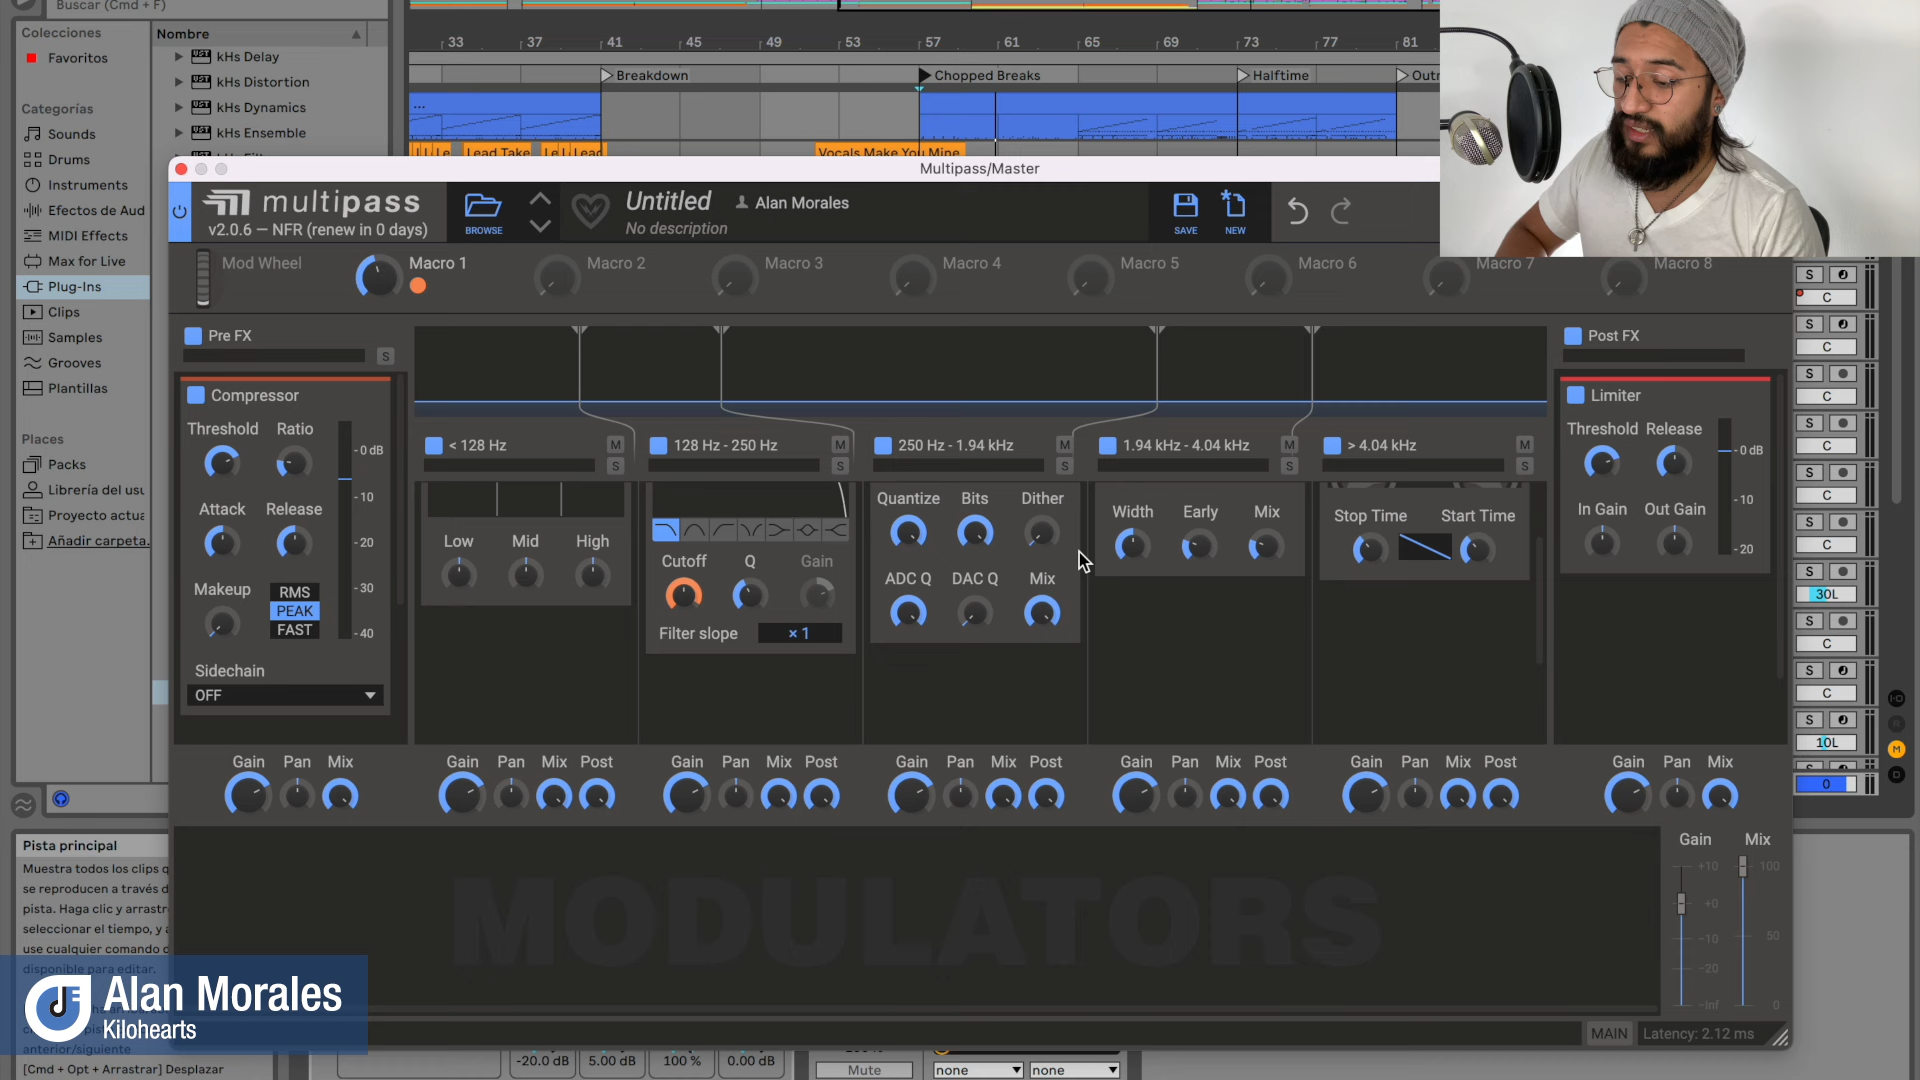 Buscar (Cmd + F)
Colecciones
Favoritos
Categorías
Sounds
Drums
Instruments
Efectos de Aud
MIDI Effects
Max for Live
Plug-Ins
Clips
Samples
Grooves
Plantillas
Places
Packs
Librería del usu
Proyecto actua
Añadir carpeta.
Nombre
kHs Delay
kHs Distortion
kHs Dynamics
kHs Ensemble
33 37 41 45 49 53 57 61 65 69 73 77 81
Breakdown
Chopped Breaks
Halftime
Outr
Lead Take
Lead
Vocals Make You Mine
Multipass/Master
multipass
v2.0.6 — NFR (renew in 0 days)
BROWSE
Untitled
Alan Morales
No description
SAVE
NEW
Mod Wheel
Macro 1
Macro 2
Macro 3
Macro 4
Macro 5
Macro 6
Macro 7
Macro 8
Pre FX
S
Compressor
Threshold Ratio
Attack Release
Makeup
RMS
PEAK
FAST
-0 dB
-10
-20
-30
-40
Sidechain
OFF
< 128 Hz
M
S
Low Mid High
128 Hz - 250 Hz
M
S
Cutoff Q Gain
Filter slope × 1
250 Hz - 1.94 kHz
M
S
Quantize Bits Dither
ADC Q DAC Q Mix
1.94 kHz - 4.04 kHz
M
S
Width Early Mix
> 4.04 kHz
M
S
Stop Time Start Time
Post FX
Limiter
Threshold Release
In Gain Out Gain
-0 dB
-10
-20
Gain Pan Mix
Gain Pan Mix Post
Gain Pan Mix Post
Gain Pan Mix Post
Gain Pan Mix Post
Gain Pan Mix Post
Gain Pan Mix
MODULATORS
Gain Mix
+10 100
+0
-10 50
-20
-Inf 0
MAIN
Latency: 2.12 ms
S
C
S
C
S
C
S
C
S
C
S
C
S
30L
S
C
S
C
S
10L
0
Pista principal
Muestra todos los clips q
se reproducen a través d
pista. Haga clic y arrastr
seleccionar el tiempo, y
use cualquier comando
disponible para editar.
anterior/siguiente
[Cmd + Opt + Arrastrar] Desplazar
Alan Morales
Kilohearts
-20.0 dB
5.00 dB
100 %
0.00 dB
Mute
none
none